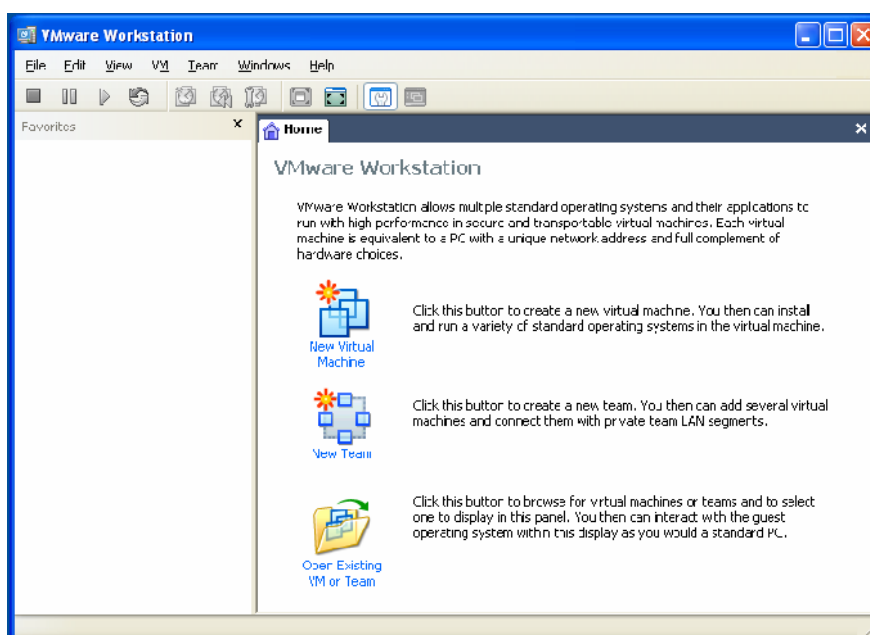 VMware Workstation
File Edit View VM Team Windows Help
Favorites
Home
VMware Workstation
VMware Workstation allows multiple standard operating systems and their applications to
run with high performance in secure and transportable virtual machines. Each virtual
machine is equivalent to a PC with a unique network address and full complement of
hardware choices.
New Virtual
Machine
Click this button to create a new virtual machine. You then can install
and run a variety of standard operating systems in the virtual machine.
New Team
Click this button to create a new team. You then can add several virtual
machines and connect them with private team LAN segments.
Open Existing
VM or Team
Click this button to browse for virtual machines or teams and to select
one to display in this panel. You then can interact with the guest
operating system within this display as you would a standard PC.